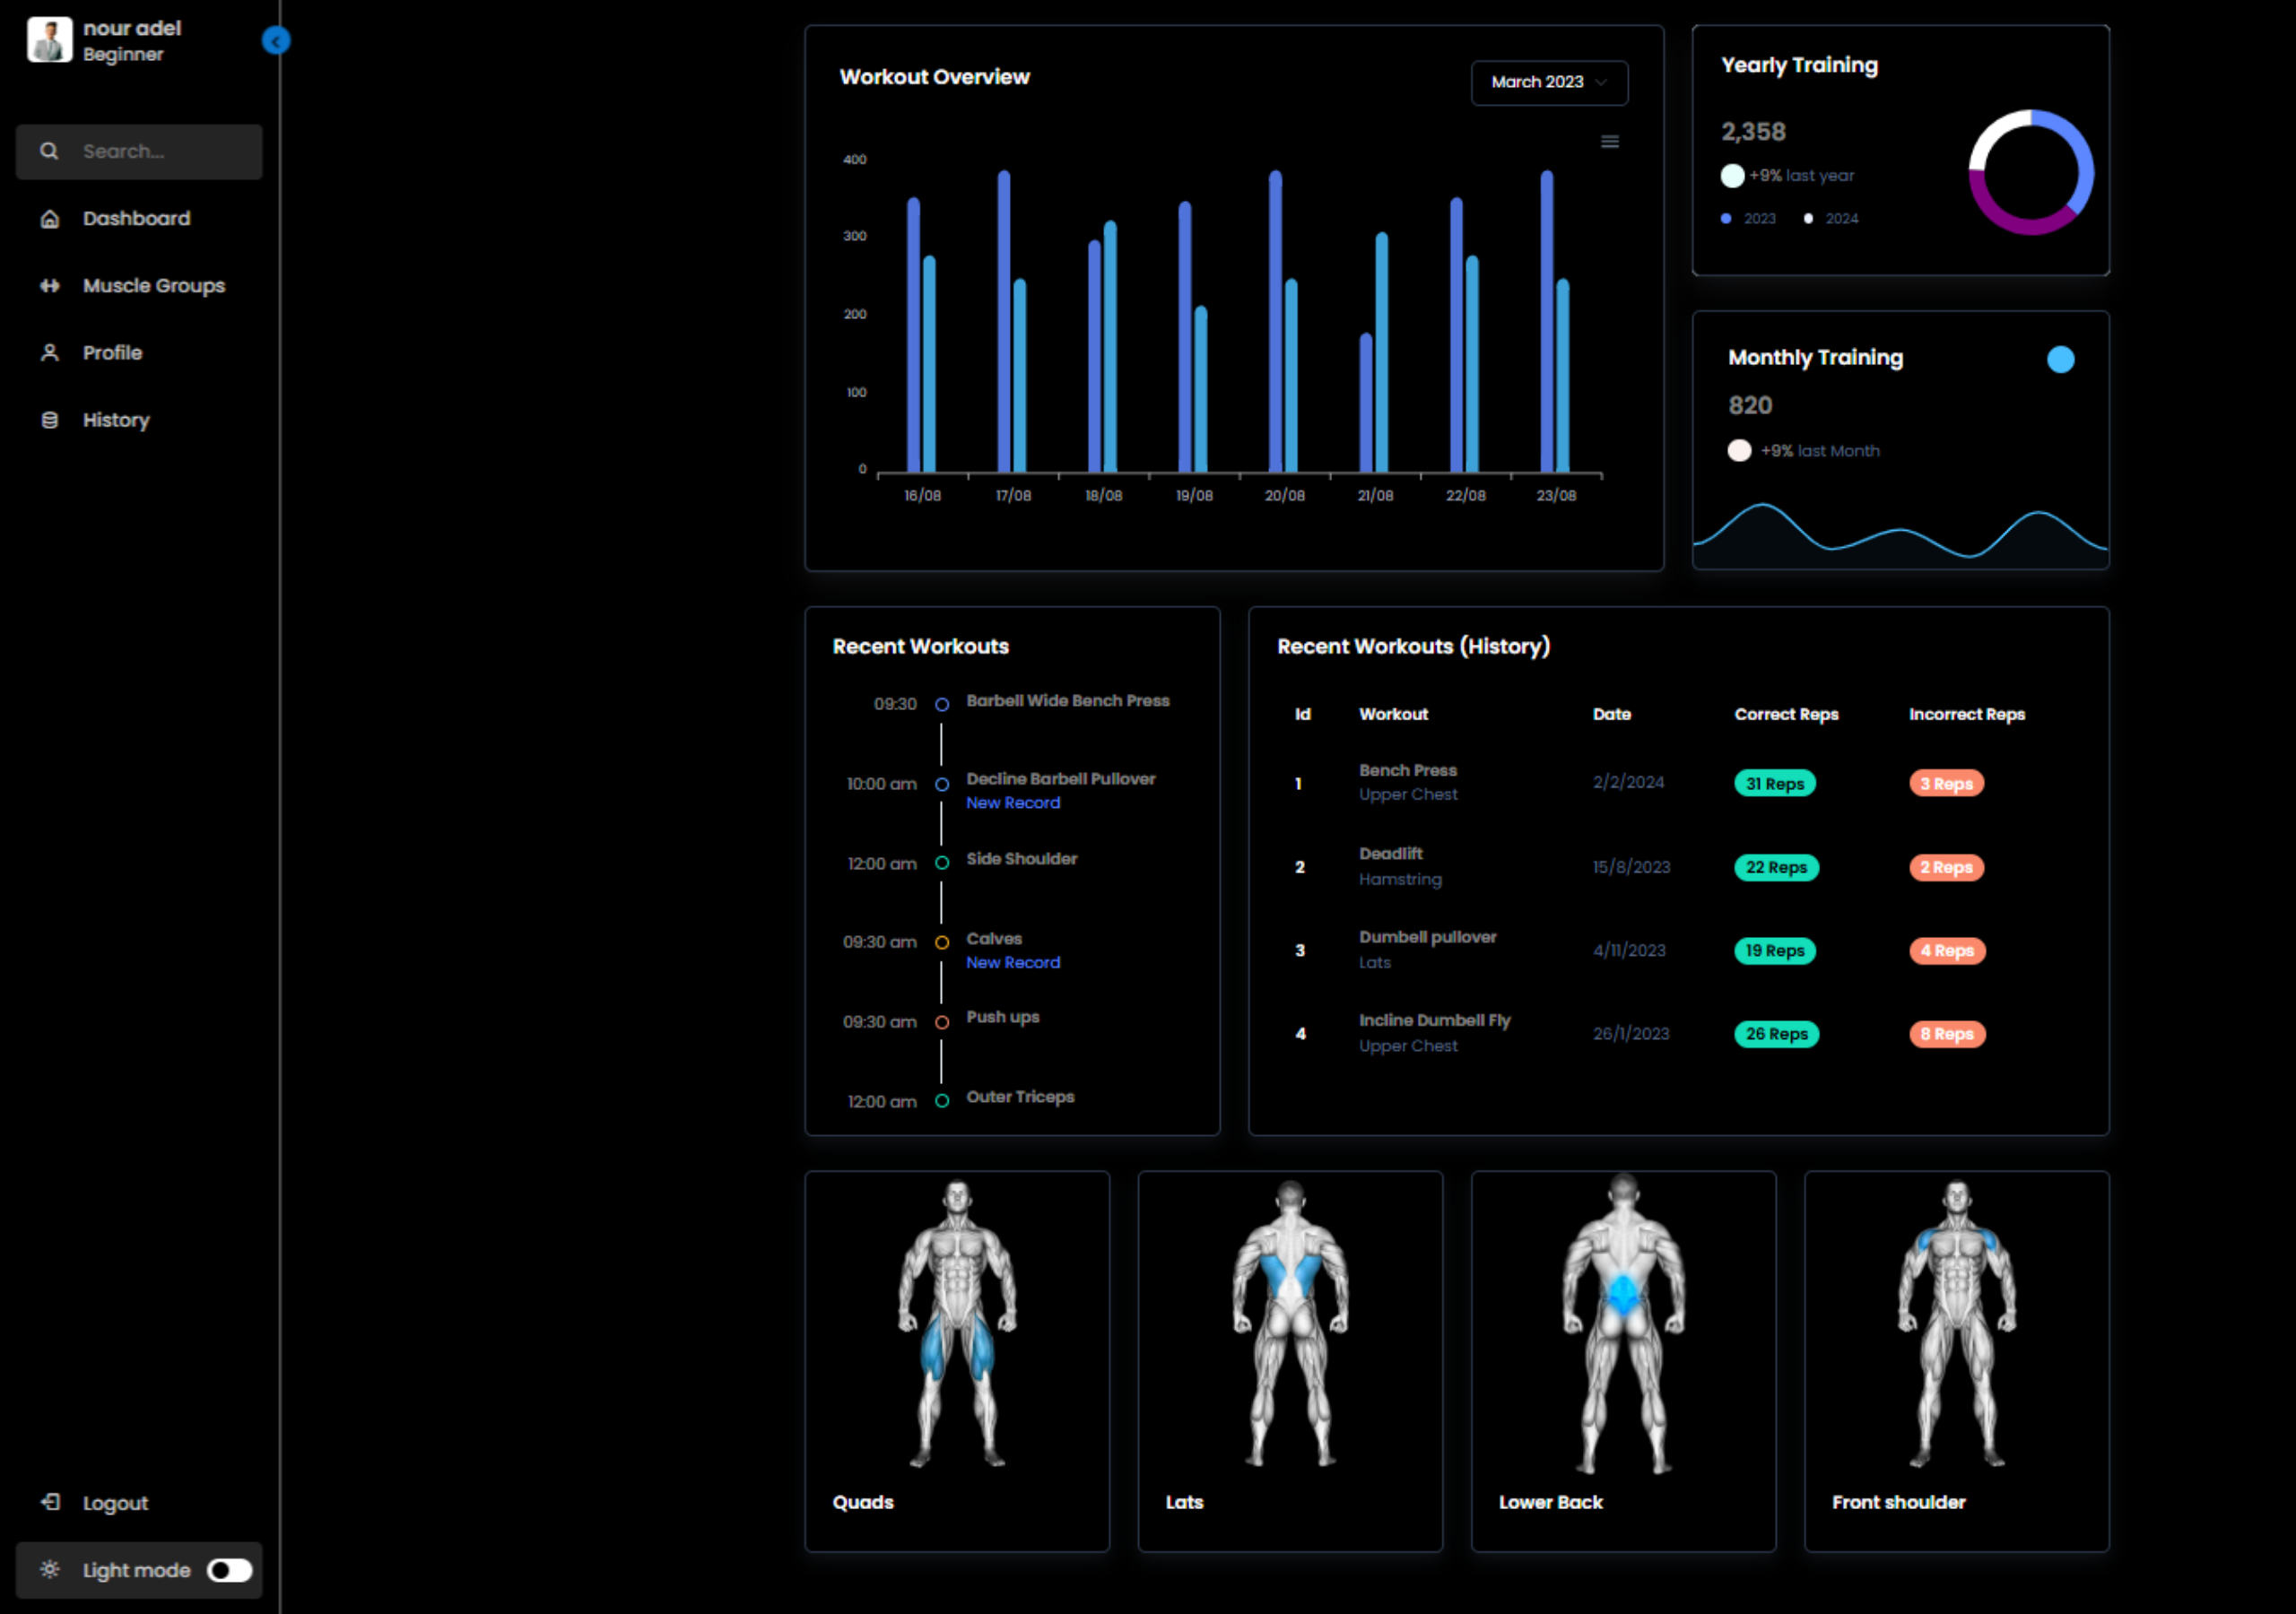 nour adel
Beginner
Search...
Dashboard
Muscle Groups
Profile
History
Logout
Light mode
Workout Overview
March 2023
400
300
200
100
0
16/08 17/08 18/08 19/08 20/08 21/08 22/08 23/08
Yearly Training
2,358
+9% last year
2023 2024
Monthly Training
820
+9% last Month
Recent Workouts
09:30 Barbell Wide Bench Press
10:00 am Decline Barbell Pullover
New Record
12:00 am Side Shoulder
09:30 am Calves
New Record
09:30 am Push ups
12:00 am Outer Triceps
Recent Workouts (History)
Id Workout Date Correct Reps Incorrect Reps
1 Bench Press 2/2/2024 31 Reps 3 Reps
Upper Chest
2 Deadlift 15/8/2023 22 Reps 2 Reps
Hamstring
3 Dumbell pullover 4/11/2023 19 Reps 4 Reps
Lats
4 Incline Dumbell Fly 26/1/2023 26 Reps 8 Reps
Upper Chest
Quads
Lats
Lower Back
Front shoulder